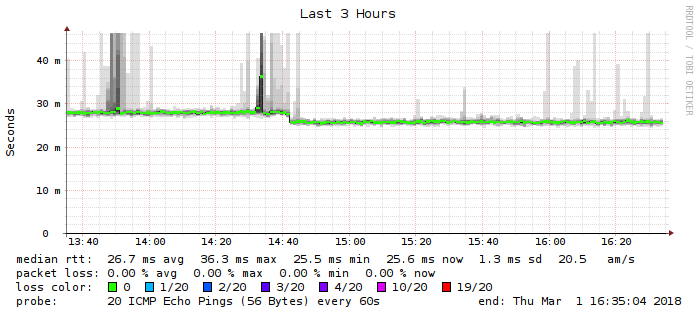 Last 3 Hours
RRDTOOL / TOBI OETIKER
Seconds
40 m
30 m
20 m
10 m
0
13:40 14:00 14:20 14:40 15:00 15:20 15:40 16:00 16:20
median rtt: 26.7 ms avg 36.3 ms max 25.5 ms min 25.6 ms now 1.3 ms sd 20.5 am/s
packet loss: 0.00 % avg 0.00 % max 0.00 % min 0.00 % now
loss color: 0 1/20 2/20 3/20 4/20 10/20 19/20
probe: 20 ICMP Echo Pings (56 Bytes) every 60s end: Thu Mar 1 16:35:04 2018